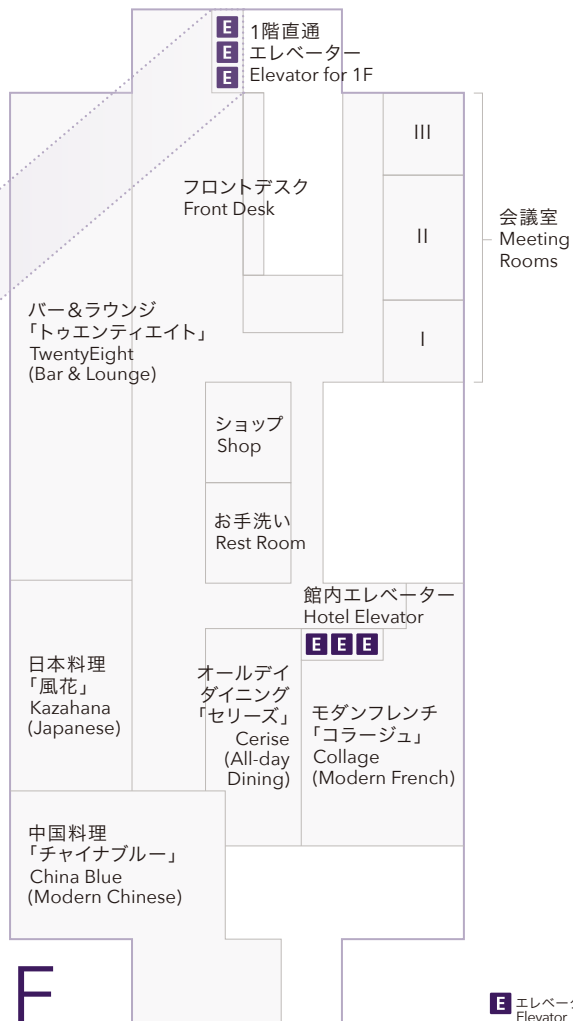 E
E
E
1階直通
エレベーター
Elevator for 1F
III
フロントデスク
Front Desk
II
会議室
Meeting
Rooms
バー&ラウンジ
「トゥエンティエイト」
TwentyEight
(Bar & Lounge)
I
ショップ
Shop
お手洗い
Rest Room
館内エレベーター
Hotel Elevator
E E E
日本料理
「風花」
Kazahana
(Japanese)
オールデイ
ダイニング
「セリーズ」
Cerise
(All-day
Dining)
モダンフレンチ
「コラージュ」
Collage
(Modern French)
中国料理
「チャイナブルー」
China Blue
(Modern Chinese)
F
E エレベータ
Elevator